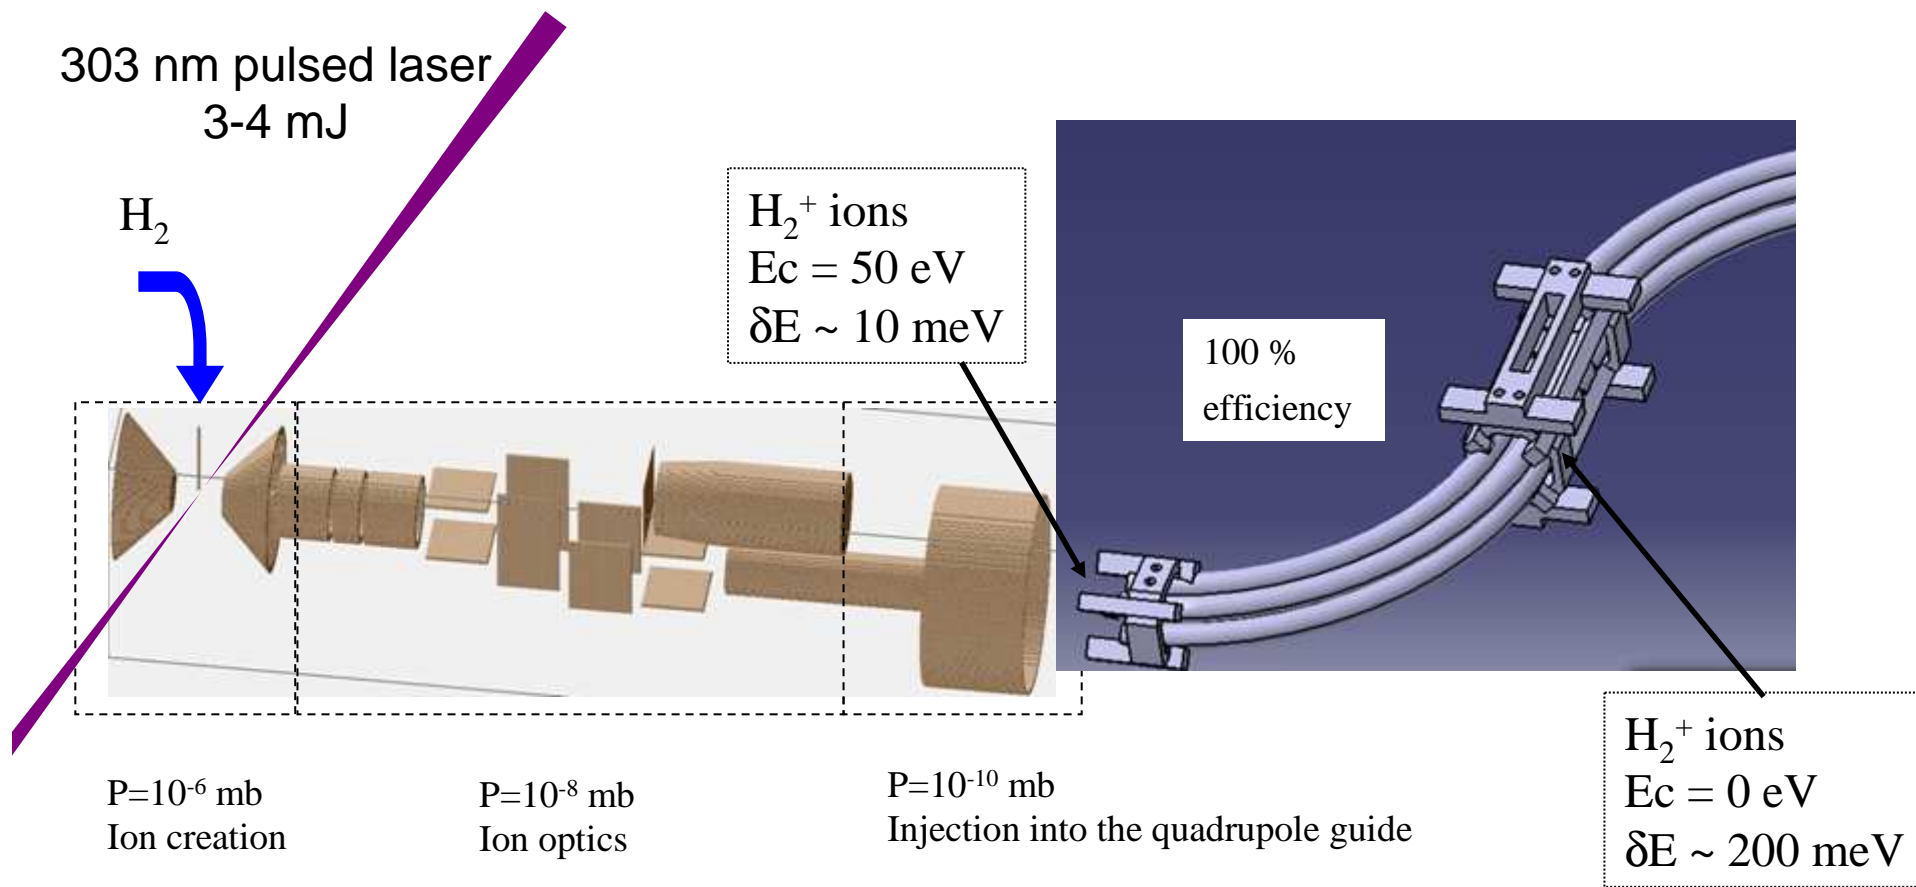 303 nm pulsed laser
3-4 mJ
H₂
H₂⁺ ions
Ec = 50 eV
δE ~ 10 meV
100 %
efficiency
H₂⁺ ions
Ec = 0 eV
δE ~ 200 meV
P=10⁻⁶ mb
Ion creation
P=10⁻⁸ mb
Ion optics
P=10⁻¹⁰ mb
Injection into the quadrupole guide